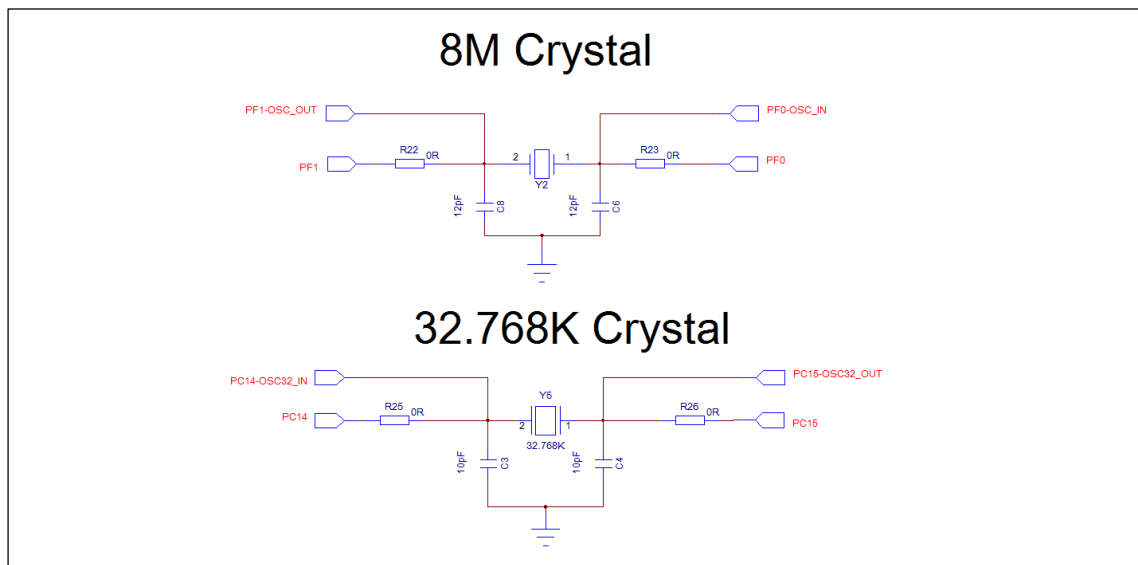 8M Crystal
PF1-OSC_OUT
PF0-OSC_IN
R22
0R
R23
0R
PF1
2
1
PF0
Y2
12pF
C8
12pF
C6
32.768K Crystal
PC14-OSC32_IN
PC15-OSC32_OUT
Y5
R25
0R
R26
0R
PC14
2
1
PC15
32.768K
10pF
C3
10pF
C4